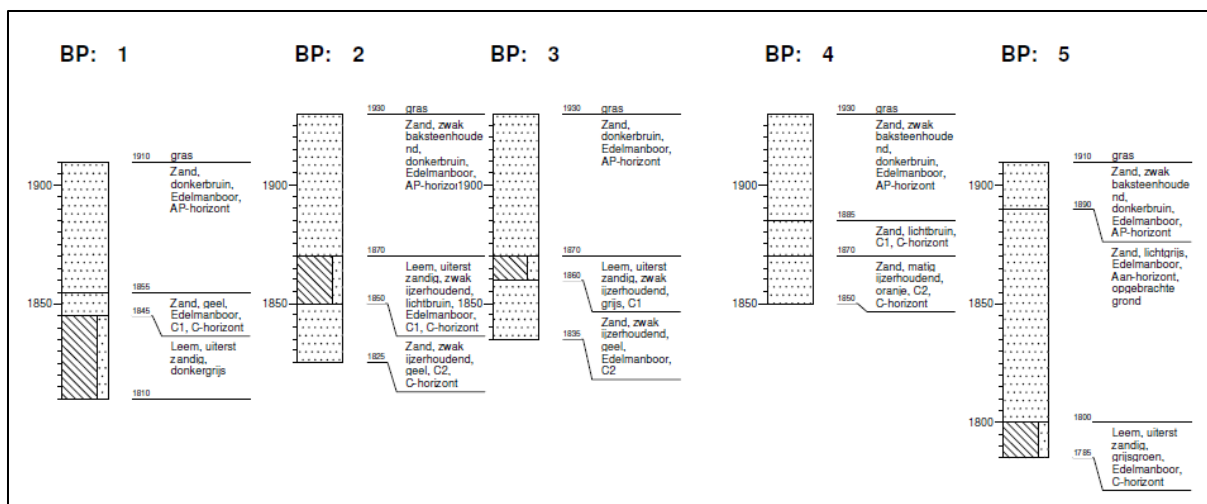 BP: 1
1910 gras
Zand,
donkerbruin,
Edelmanboor,
AP-horizont
1900
1855
Zand, geel,
Edelmanboor,
C1, C-horizont
1850
1845
Leem, uiterst
zandig,
donkergrijs
1810
BP: 2
1930 gras
Zand, zwak
baksteenhoude
nd,
donkerbruin,
Edelmanboor,
AP-horizont
1900
1870
Leem, uiterst
zandig, zwak
ijzerhoudend,
lichtbruin,
Edelmanboor,
C1, C-horizont
1850
1850
Zand, zwak
ijzerhoudend,
geel, C2,
C-horizont
1825
BP: 3
1930 gras
Zand,
donkerbruin,
Edelmanboor,
AP-horizont
1900
1870
Leem, uiterst
zandig, zwak
ijzerhoudend,
grijs, C1
1860
1850
Zand, zwak
ijzerhoudend,
geel,
Edelmanboor,
C2
1835
BP: 4
1930 gras
Zand, zwak
baksteenhoude
nd,
donkerbruin,
Edelmanboor,
AP-horizont
1900
1885
Zand, lichtbruin,
C1, C-horizont
1870
Zand, matig
ijzerhoudend,
oranje, C2,
C-horizont
1850
1850
BP: 5
1910 gras
Zand, zwak
baksteenhoude
nd,
donkerbruin,
Edelmanboor,
AP-horizont
1900
1890
Zand, lichtgrijs,
Edelmanboor,
Aan-horizont,
opgebrachte
grond
1850
1800
1800
Leem, uiterst
zandig,
grijsgroen,
Edelmanboor,
C-horizont
1785